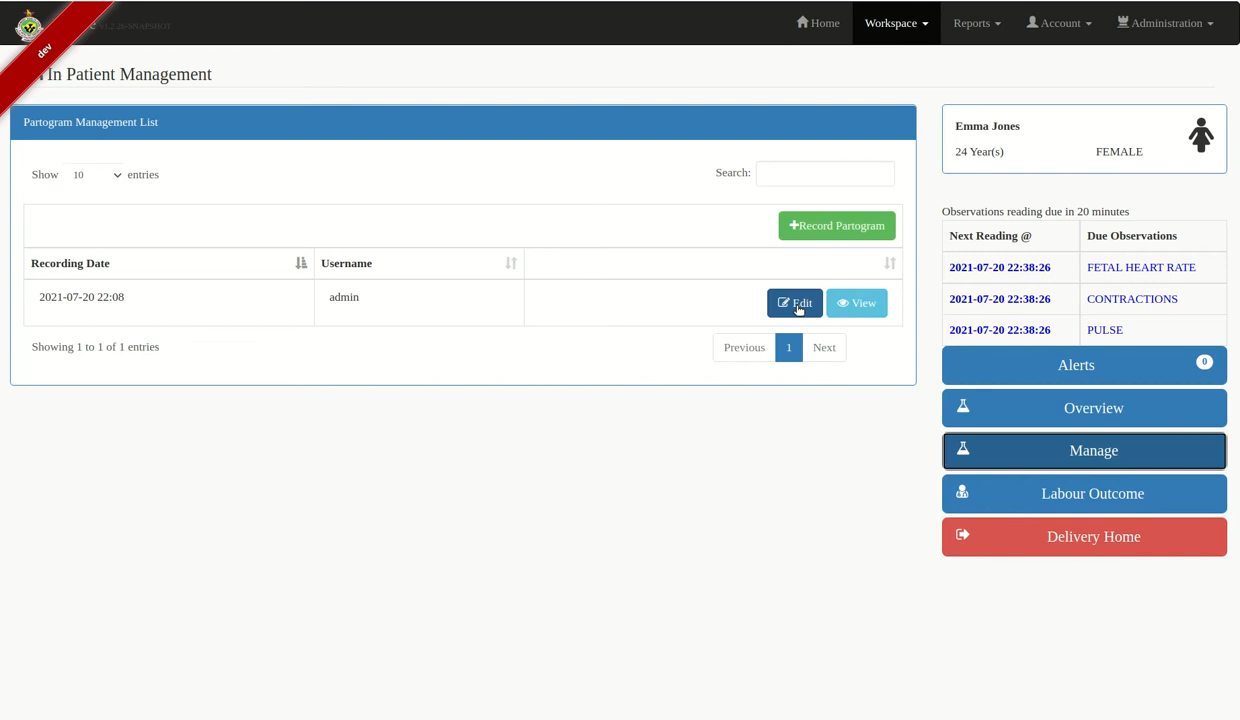 v1.2.26-SNAPSHOT
Home Workspace Reports Account Administration
dev
In Patient Management
Partogram Management List
Show 10 entries
Search:
Record Partogram
Recording Date Username
2021-07-20 22:08 admin Edit View
Showing 1 to 1 of 1 entries
Previous 1 Next
Emma Jones
24 Year(s) FEMALE
Observations reading due in 20 minutes
Next Reading @ Due Observations
2021-07-20 22:38:26 FETAL HEART RATE
2021-07-20 22:38:26 CONTRACTIONS
2021-07-20 22:38:26 PULSE
Alerts 0
Overview
Manage
Labour Outcome
Delivery Home